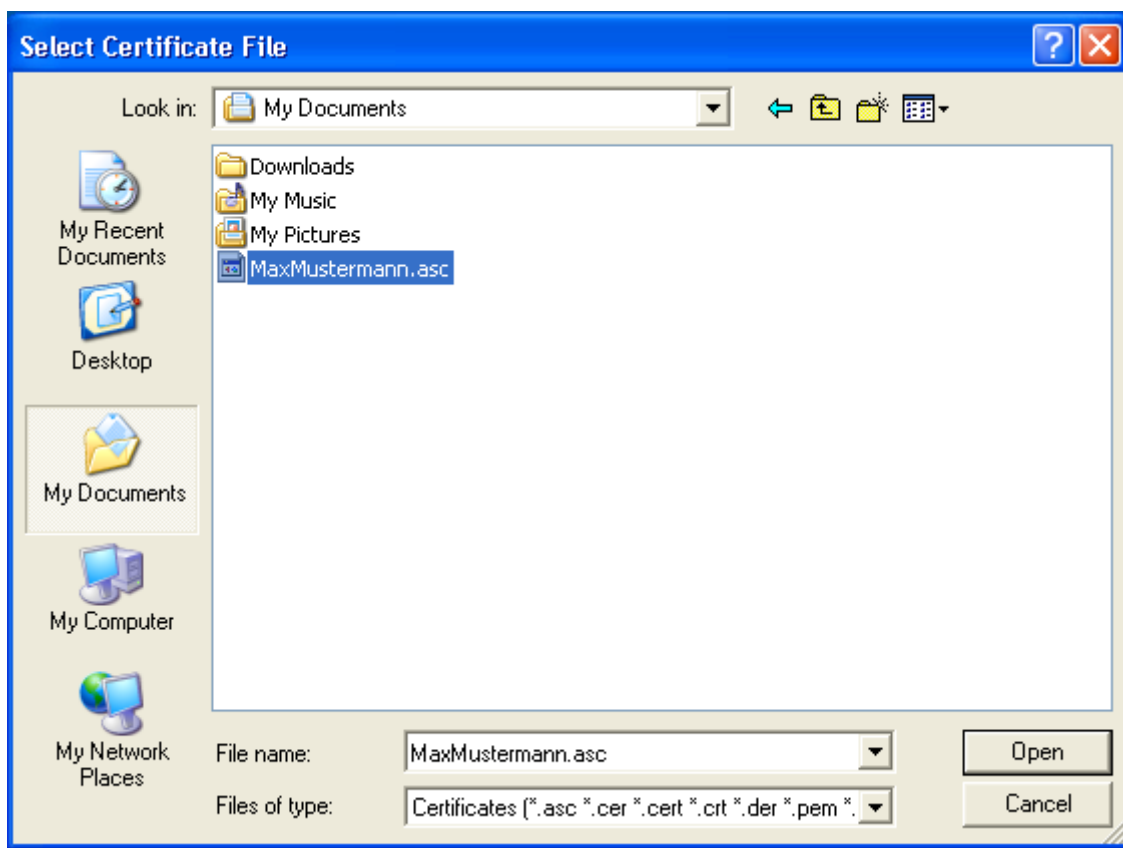 Select Certificate File
Look in: My Documents
Downloads
My Music
My Pictures
MaxMustermann.asc
My Recent
Documents
Desktop
My Documents
My Computer
My Network
Places
File name: MaxMustermann.asc Open
Files of type: Certificates (*.asc *.cer *.cert *.crt *.der *.pem *. Cancel